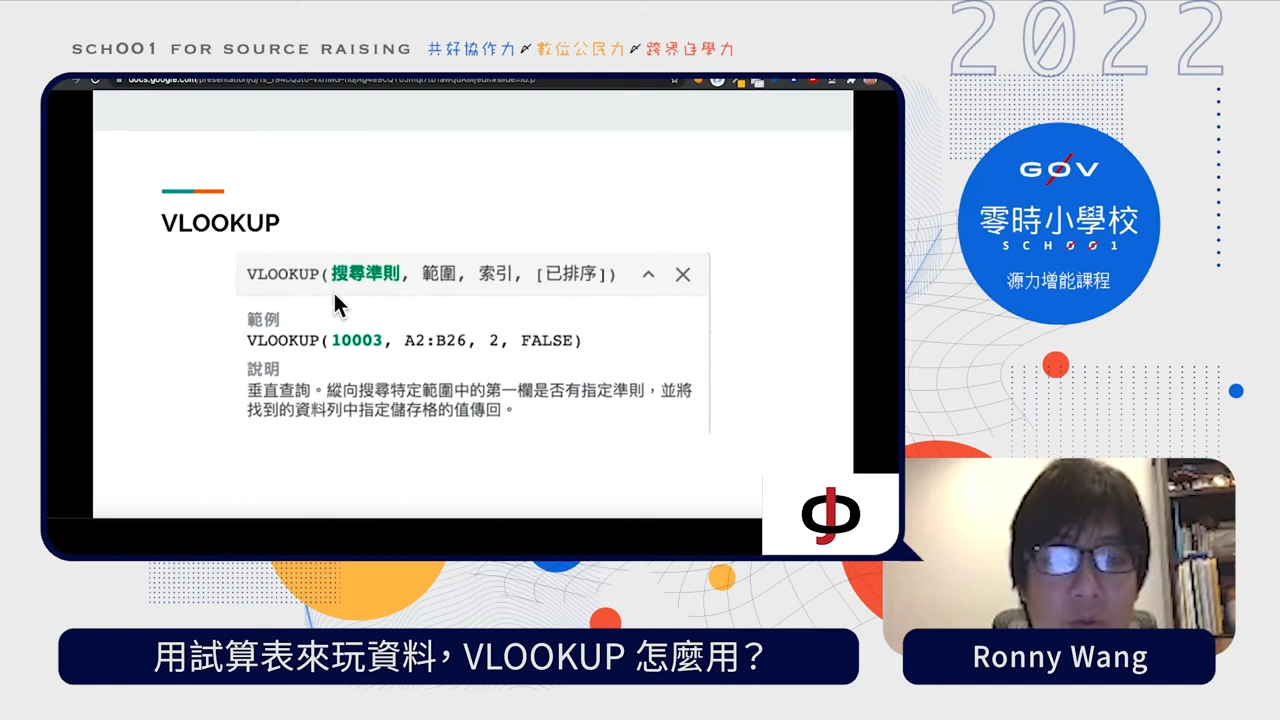 SCHOO1 FOR SOURCE RAISING 共好協作力 數位公民力 跨界自學力
2022
GOV
零時小學校
SCHOO1
源力增能課程
VLOOKUP
VLOOKUP(搜尋準則, 範圍, 索引, [已排序])
範例
VLOOKUP(10003, A2:B26, 2, FALSE)
說明
垂直查詢。縱向搜尋特定範圍中的第一欄是否有指定準則，並將
找到的資料列中指定儲存格的值傳回。
用試算表來玩資料，VLOOKUP 怎麼用？
Ronny Wang